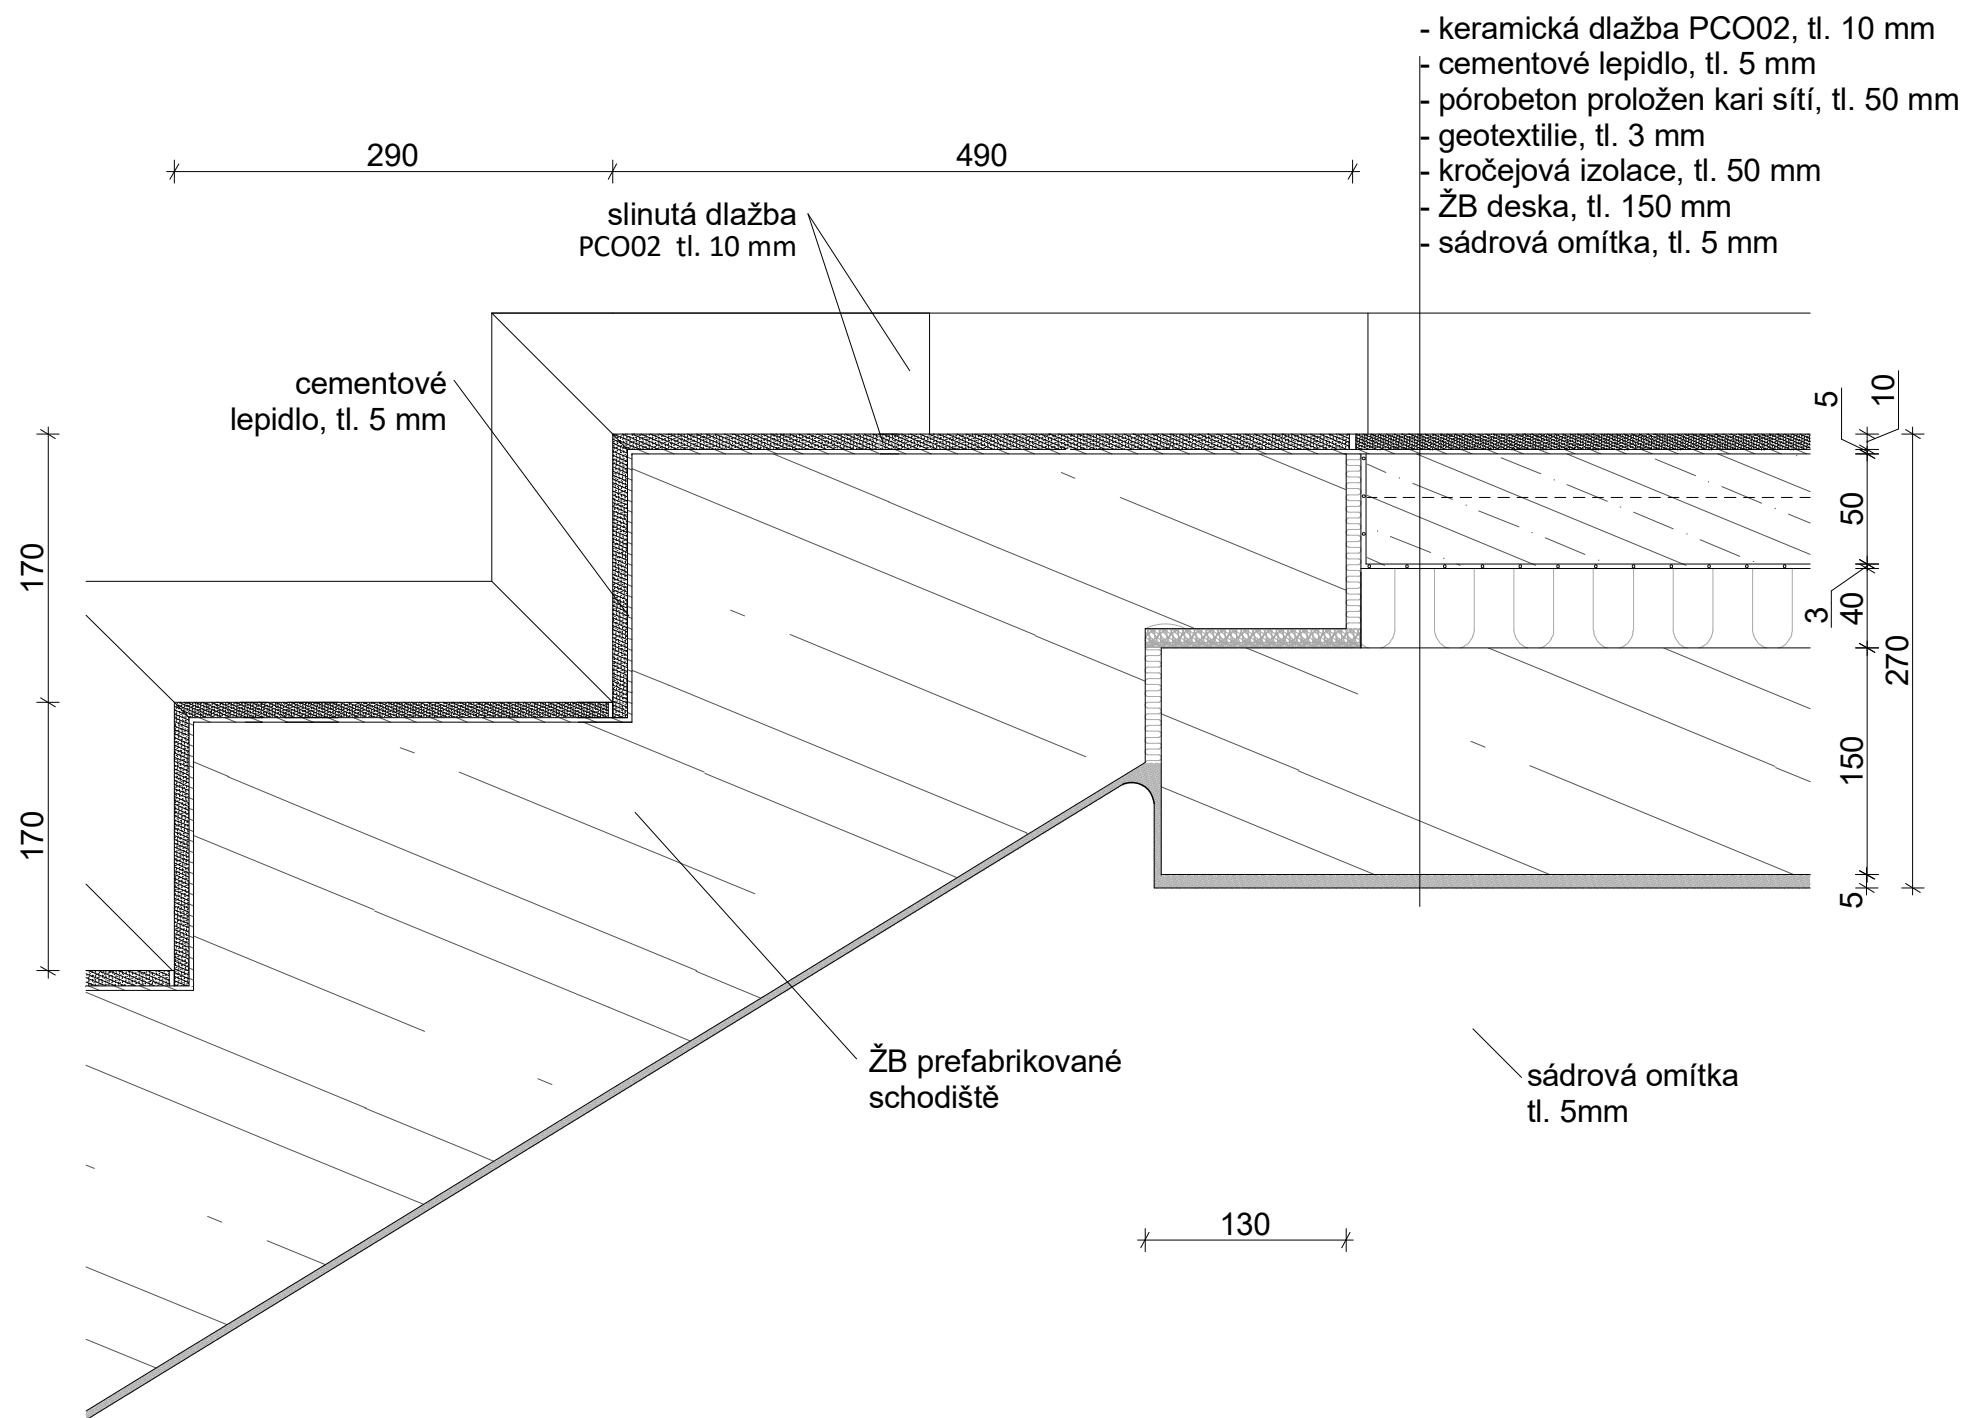 - keramická dlažba PCO02, tl. 10 mm
- cementové lepidlo, tl. 5 mm
- pórobeton proložen kari sítí, tl. 50 mm
- geotextilie, tl. 3 mm
- kročejová izolace, tl. 50 mm
- ŽB deska, tl. 150 mm
- sádrová omítka, tl. 5 mm
290
490
slinutá dlažba
PCO02 tl. 10 mm
cementové
lepidlo, tl. 5 mm
5
10
170
50
3
40
270
150
170
5
ŽB prefabrikované
schodiště
sádrová omítka
tl. 5mm
130